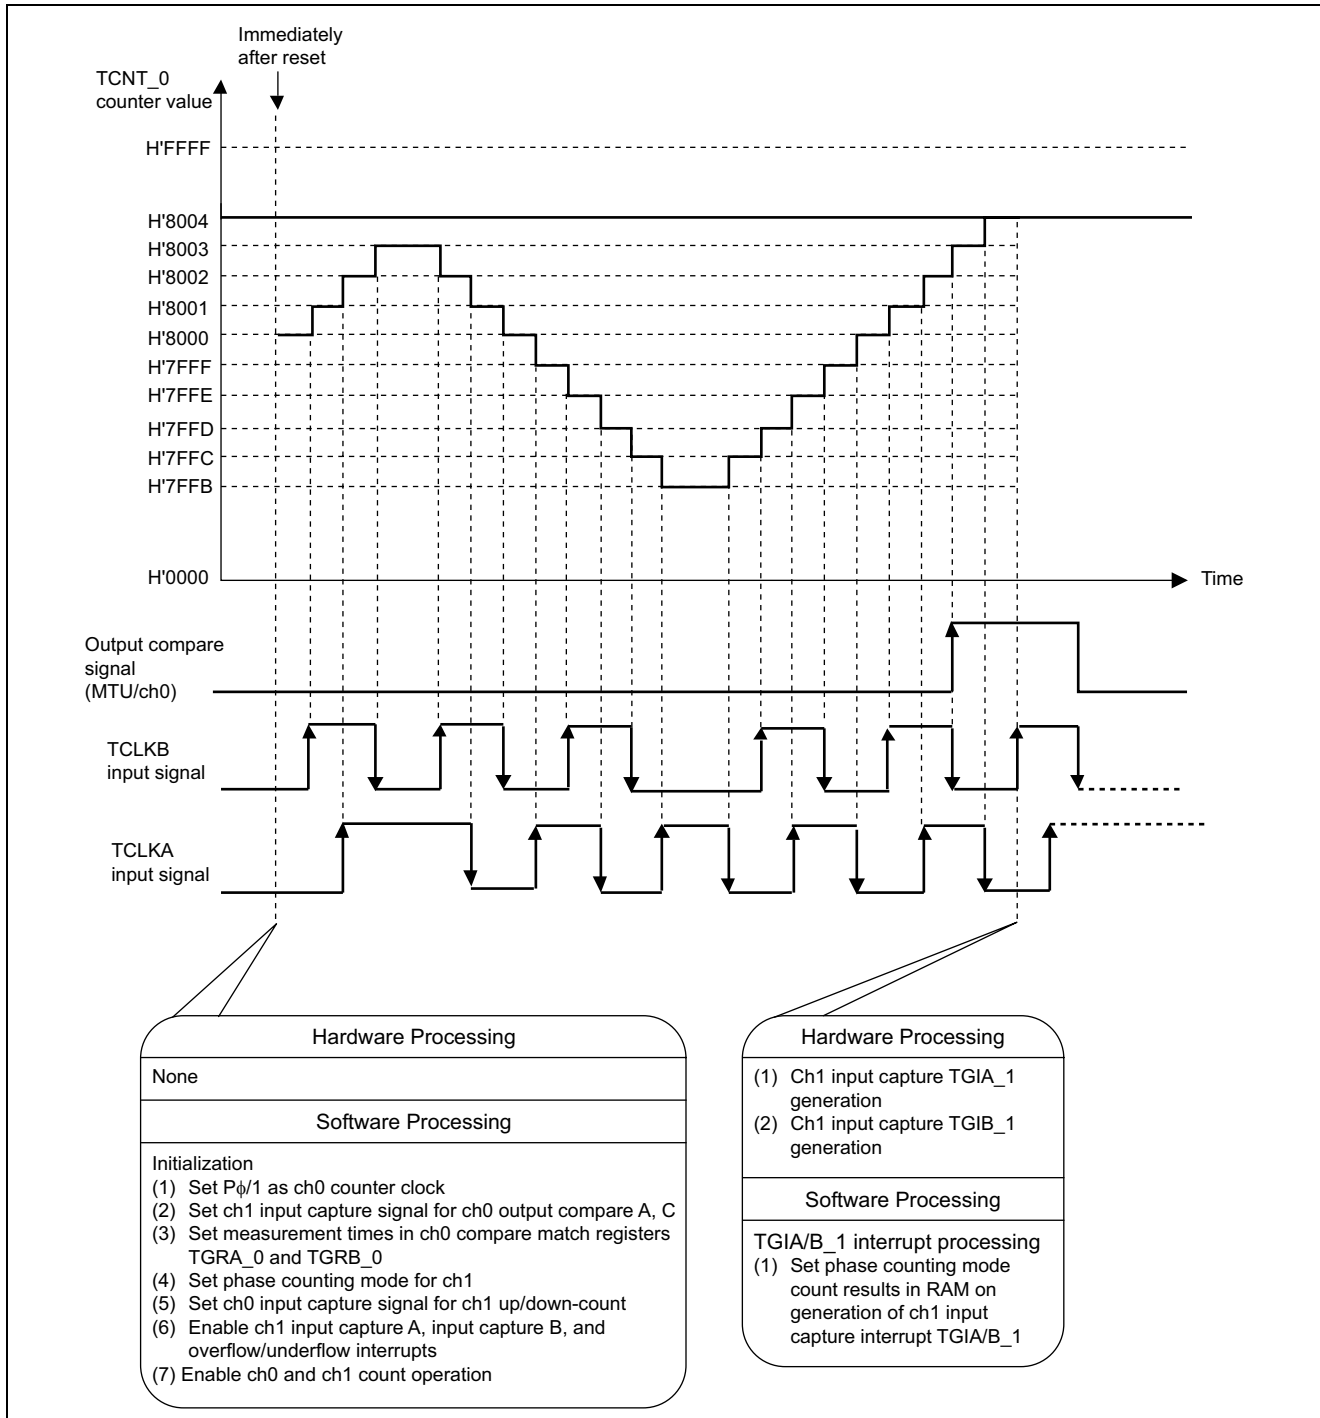 Immediately
after reset
TCNT_0
counter value
H'FFFF
H'8004
H'8003
H'8002
H'8001
H'8000
H'7FFF
H'7FFE
H'7FFD
H'7FFC
H'7FFB
H'0000
Time
Output compare
signal
(MTU/ch0)
TCLKB
input signal
TCLKA
input signal
Hardware Processing
None
Software Processing
Initialization
(1) Set Pϕ/1 as ch0 counter clock
(2) Set ch1 input capture signal for ch0 output compare A, C
(3) Set measurement times in ch0 compare match registers
TGRA_0 and TGRB_0
(4) Set phase counting mode for ch1
(5) Set ch0 input capture signal for ch1 up/down-count
(6) Enable ch1 input capture A, input capture B, and
overflow/underflow interrupts
(7) Enable ch0 and ch1 count operation
Hardware Processing
(1) Ch1 input capture TGIA_1
generation
(2) Ch1 input capture TGIB_1
generation
Software Processing
TGIA/B_1 interrupt processing
(1) Set phase counting mode
count results in RAM on
generation of ch1 input
capture interrupt TGIA/B_1